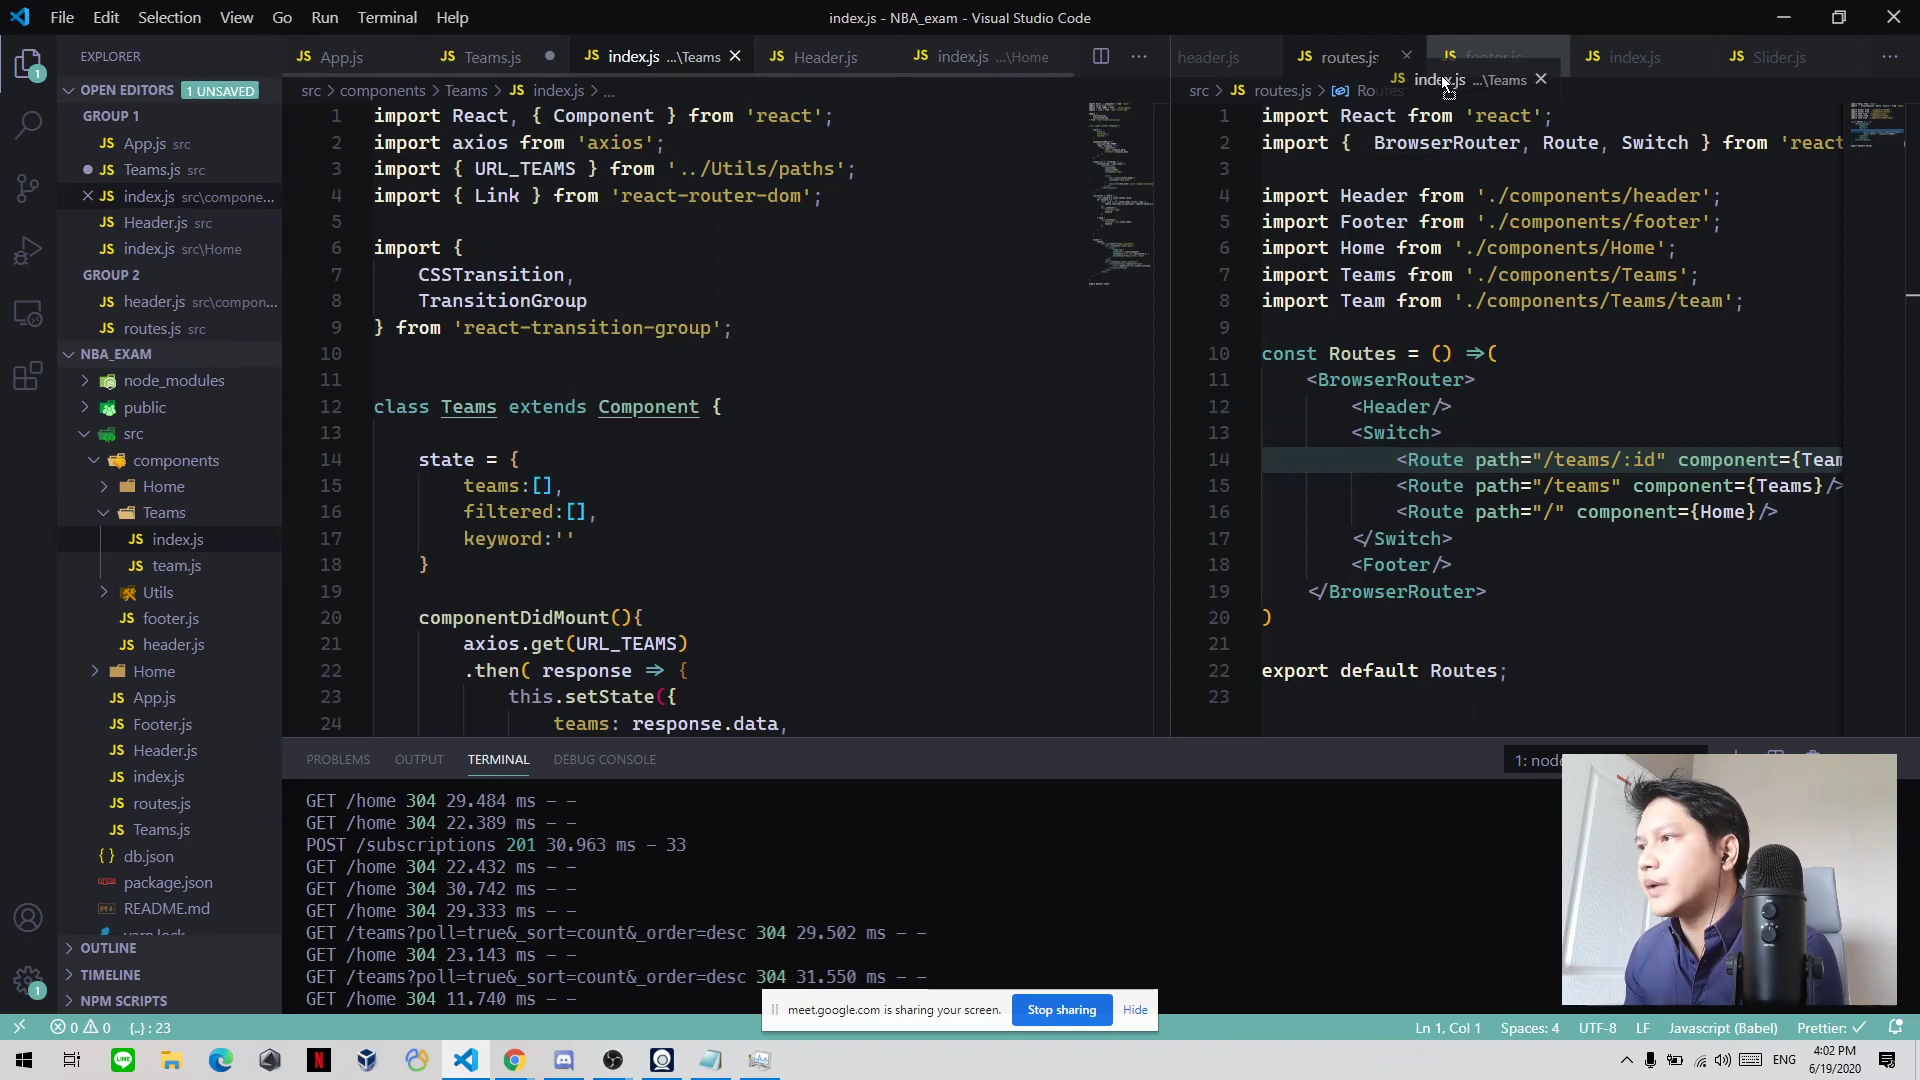 File Edit Selection View Go Run Terminal Help
index.js - NBA_exam - Visual Studio Code
EXPLORER
OPEN EDITORS 1 UNSAVED
GROUP 1
App.js src
Teams.js src
index.js src\compone...
Header.js src
index.js src\Home
GROUP 2
header.js src\compon...
routes.js src
NBA_EXAM
node_modules
public
src
components
Home
Teams
index.js
team.js
Utils
footer.js
header.js
Home
App.js
Footer.js
Header.js
index.js
routes.js
Teams.js
db.json
package.json
README.md
yarn.lock
OUTLINE
TIMELINE
NPM SCRIPTS
App.js Teams.js index.js ...\Teams Header.js index.js ...\Home
src > components > Teams > index.js > ...
1 import React, { Component } from 'react';
2 import axios from 'axios';
3 import { URL_TEAMS } from '../Utils/paths';
4 import { Link } from 'react-router-dom';
5
6 import {
7 CSSTransition,
8 TransitionGroup
9 } from 'react-transition-group';
10
11
12 class Teams extends Component {
13
14 state = {
15 teams:[],
16 filtered:[],
17 keyword:''
18 }
19
20 componentDidMount(){
21 axios.get(URL_TEAMS)
22 .then( response => {
23 this.setState({
24 teams: response.data,
header.js routes.js footer.js index.js Slider.js
index.js ...\Teams
src > routes.js > Routes
1 import React from 'react';
2 import { BrowserRouter, Route, Switch } from 'react
3
4 import Header from './components/header';
5 import Footer from './components/footer';
6 import Home from './components/Home';
7 import Teams from './components/Teams';
8 import Team from './components/Teams/team';
9
10 const Routes = () =>(
11 <BrowserRouter>
12 <Header/>
13 <Switch>
14 <Route path="/teams/:id" component={Team
15 <Route path="/teams" component={Teams}/>
16 <Route path="/" component={Home}/>
17 </Switch>
18 <Footer/>
19 </BrowserRouter>
20 )
21
22 export default Routes;
23
PROBLEMS OUTPUT TERMINAL DEBUG CONSOLE
1: node
GET /home 304 29.484 ms - -
GET /home 304 22.389 ms - -
POST /subscriptions 201 30.963 ms - 33
GET /home 304 22.432 ms - -
GET /home 304 30.742 ms - -
GET /home 304 29.333 ms - -
GET /teams?poll=true&_sort=count&_order=desc 304 29.502 ms - -
GET /home 304 23.143 ms - -
GET /teams?poll=true&_sort=count&_order=desc 304 31.550 ms - -
GET /home 304 11.740 ms - -
meet.google.com is sharing your screen. Stop sharing Hide
0 0 {..} : 23
Ln 1, Col 1 Spaces: 4 UTF-8 LF Javascript (Babel) Prettier: ✓
ENG
4:02 PM
6/19/2020